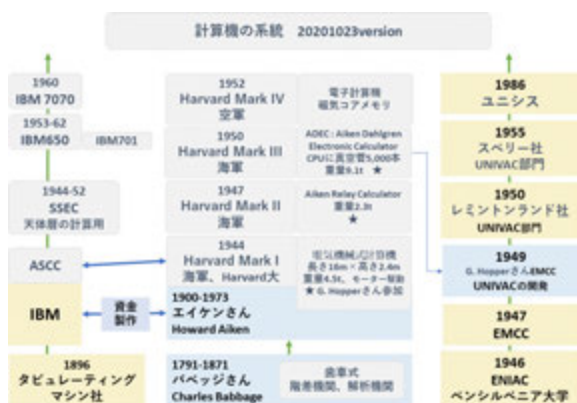 計算機の系統 20201023version
1960
IBM 7070
1953-62
IBM650
IBM701
1944-52
SSEC
天体暦の計算用
ASCC
IBM
資金
製作
1896
タビュレーティング
マシン社
1952
Harvard Mark IV
空軍
電子計算機
磁気コアメモリ
1950
Harvard Mark III
海軍
ADEC : Aiken Dahlgren
Electronic Calculator
CPUに真空管5,000本
重量9.1t ★
1947
Harvard Mark II
海軍
Aiken Relay Calculator
重量2.3t
★
1944
Harvard Mark I
海軍、Harvard大
長さ16m×高さ2.4m
重量4.5t、モーター駆動
★ G. Hopperさん参加
1900-1973
エイケンさん
Howard Aiken
1791-1871
バベッジさん
Charles Babbage
歯車式
階差機関、解析機関
1986
ユニシス
1955
スペリー社
UNIVAC部門
1950
レミントンランド社
UNIVAC部門
1949
G. HopperさんEMCC
UNIVACの開発
1947
EMCC
1946
ENIAC
ペンシルベニア大学